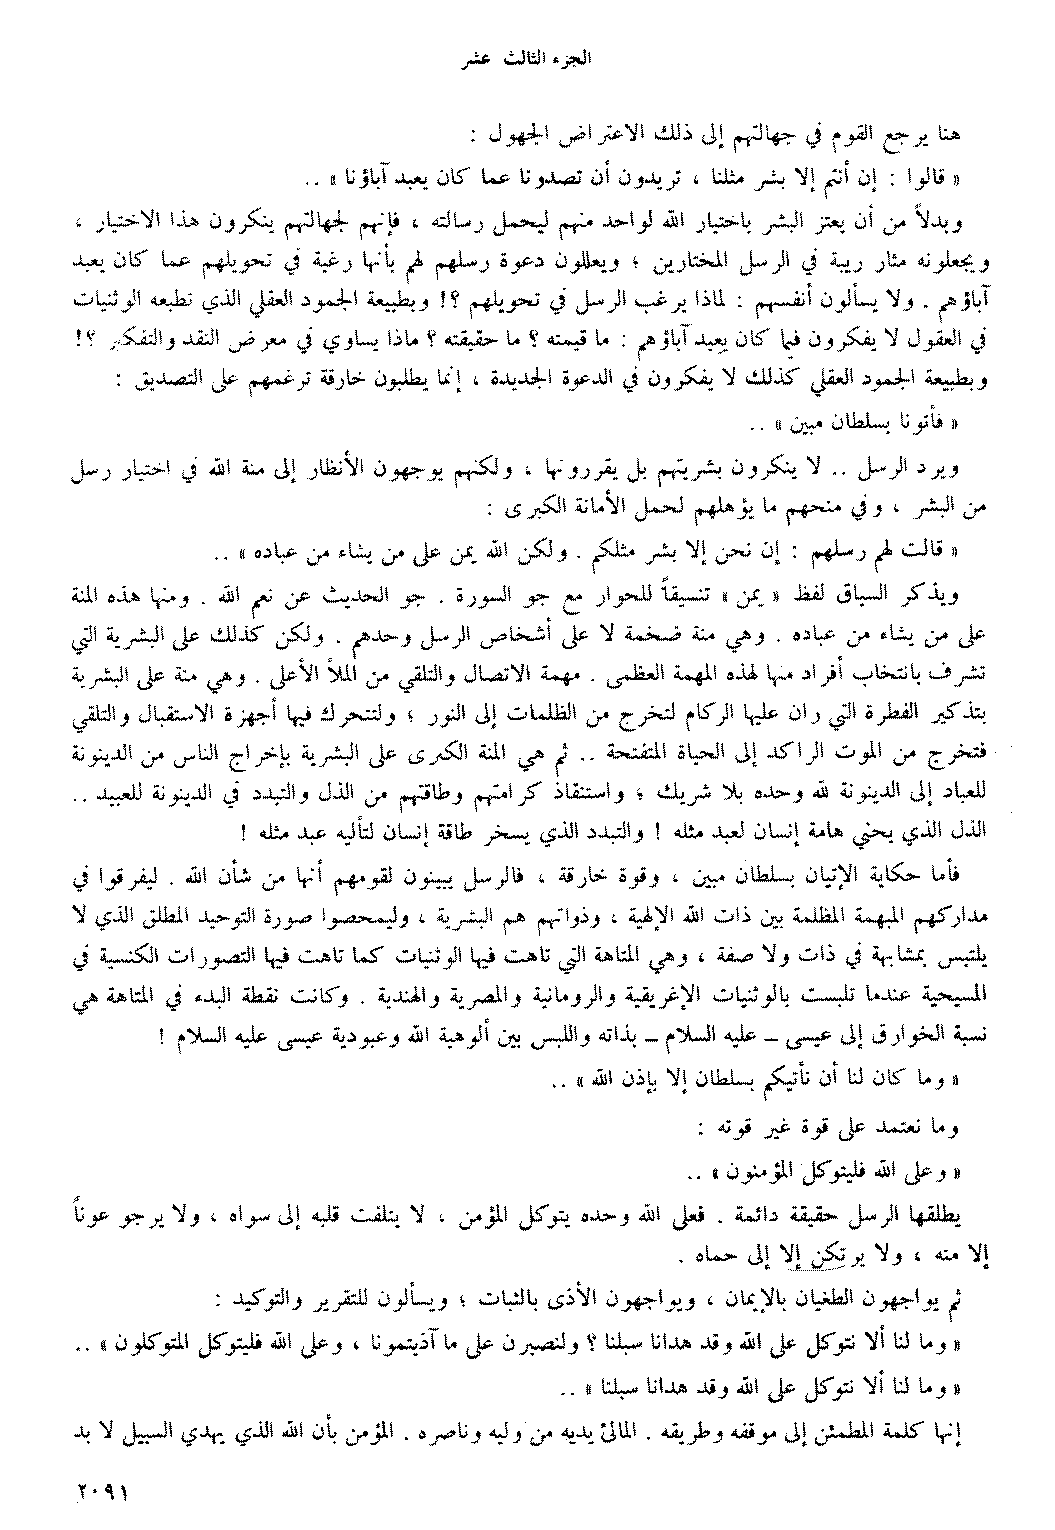 الجزء الثالث عشر
هنا يرجع القوم في جهالتهم إلى ذلك الاعتراض الجهول :
« قالوا : إن أنتم إلا بشر مثلنا ، تريدون أن تصدونا عما كان يعبد آباؤنا » ..
وبدلاً من أن يعتز البشر باختيار الله لواحد منهم ليحمل رسالته ، فإنهم لجهالتهم ينكرون هذا الاختيار ،
ويجعلونه مثار ريبة في الرسل المختارين ؛ ويعللون دعوة رسلهم لهم بأنها رغبة في تحويلهم عما كان يعبد
آباؤهم . ولا يسألون أنفسهم : لماذا يرغب الرسل في تحويلهم ؟! وبطبيعة الجمود العقلي الذي تطبعه الوثنيات
في العقول لا يفكرون فيما كان يعبد آباؤهم : ما قيمته ؟ ما حقيقته ؟ ماذا يساوي في معرض النقد والتفكير ؟!
وبطبيعة الجمود العقلي كذلك لا يفكرون في الدعوة الجديدة ، إنما يطلبون خارقة ترغمهم على التصديق :
« فأتونا بسلطان مبين » ..
ويرد الرسل .. لا ينكرون بشريتهم بل يقررونها ، ولكنهم يوجهون الأنظار إلى منة الله في اختيار رسل
من البشر ، وفي منحهم ما يؤهلهم لحمل الأمانة الكبرى :
« قالت لهم رسلهم : إن نحن إلا بشر مثلكم . ولكن الله يمن على من يشاء من عباده » ..
ويذكر السياق لفظ « يمن » تنسيقاً للحوار مع جو السورة . جو الحديث عن نعم الله . ومنها هذه المنة
على من يشاء من عباده . وهي منة ضخمة لا على أشخاص الرسل وحدهم . ولكن كذلك على البشرية التي
تشرف بانتخاب أفراد منها لهذه المهمة العظمى . مهمة الاتصال والتلقي من الملأ الأعلى . وهي منة على البشرية
بتذكير الفطرة التي ران عليها الركام لتخرج من الظلمات إلى النور ؛ ولتتحرك فيها أجهزة الاستقبال والتلقي
فتخرج من الموت الراكد إلى الحياة المتفتحة .. ثم هي المنة الكبرى على البشرية بإخراج الناس من الدينونة
للعباد إلى الدينونة لله وحده بلا شريك ؛ واستنقاذ كرامتهم وطاقتهم من الذل والتبدد في الدينونة للعبيد ..
الذل الذي يحني هامة إنسان لعبد مثله ! والتبدد الذي يسخر طاقة إنسان لتأليه عبد مثله !
فأما حكاية الإتيان بسلطان مبين ، وقوة خارقة ، فالرسل يبينون لقومهم أنها من شأن الله . ليفرقوا في
مداركهم المبهمة المظلمة بين ذات الله الإلهية ، وذواتهم هم البشرية ، وليمحصوا صورة التوحيد المطلق الذي لا
يلتبس بمشابهة في ذات ولا صفة ، وهي المتاهة التي تاهت فيها الوثنيات كما تاهت فيها التصورات الكنسية في
المسيحية عندما تلبست بالوثنيات الإغريقية والرومانية والمصرية والهندية . وكانت نقطة البدء في المتاهة هي
نسبة الخوارق إلى عيسى – عليه السلام – بذاته واللبس بين ألوهية الله وعبودية عيسى عليه السلام !
« وما كان لنا أن نأتيكم بسلطان إلا بإذن الله » ..
وما نعتمد على قوة غير قوته :
« وعلى الله فليتوكل المؤمنون » ..
يطلقها الرسل حقيقة دائمة . فعلى الله وحده يتوكل المؤمن ، لا يتلفت قلبه إلى سواه ، ولا يرجو عوناً
إلا منه ، ولا يرتكن إلا إلى حماه .
ثم يواجهون الطغيان بالإيمان ، ويواجهون الأذى بالثبات ؛ ويسألون للتقرير والتوكيد :
« وما لنا ألا نتوكل على الله وقد هدانا سبلنا ؟ ولنصبرن على ما آذيتمونا ، وعلى الله فليتوكل المتوكلون » ..
« وما لنا ألا نتوكل على الله وقد هدانا سبلنا » ..
إنها كلمة المطمئن إلى موقفه وطريقه . المالئ يديه من وليه وناصره . المؤمن بأن الله الذي يهدي السبيل لا بد
٢٠٩١